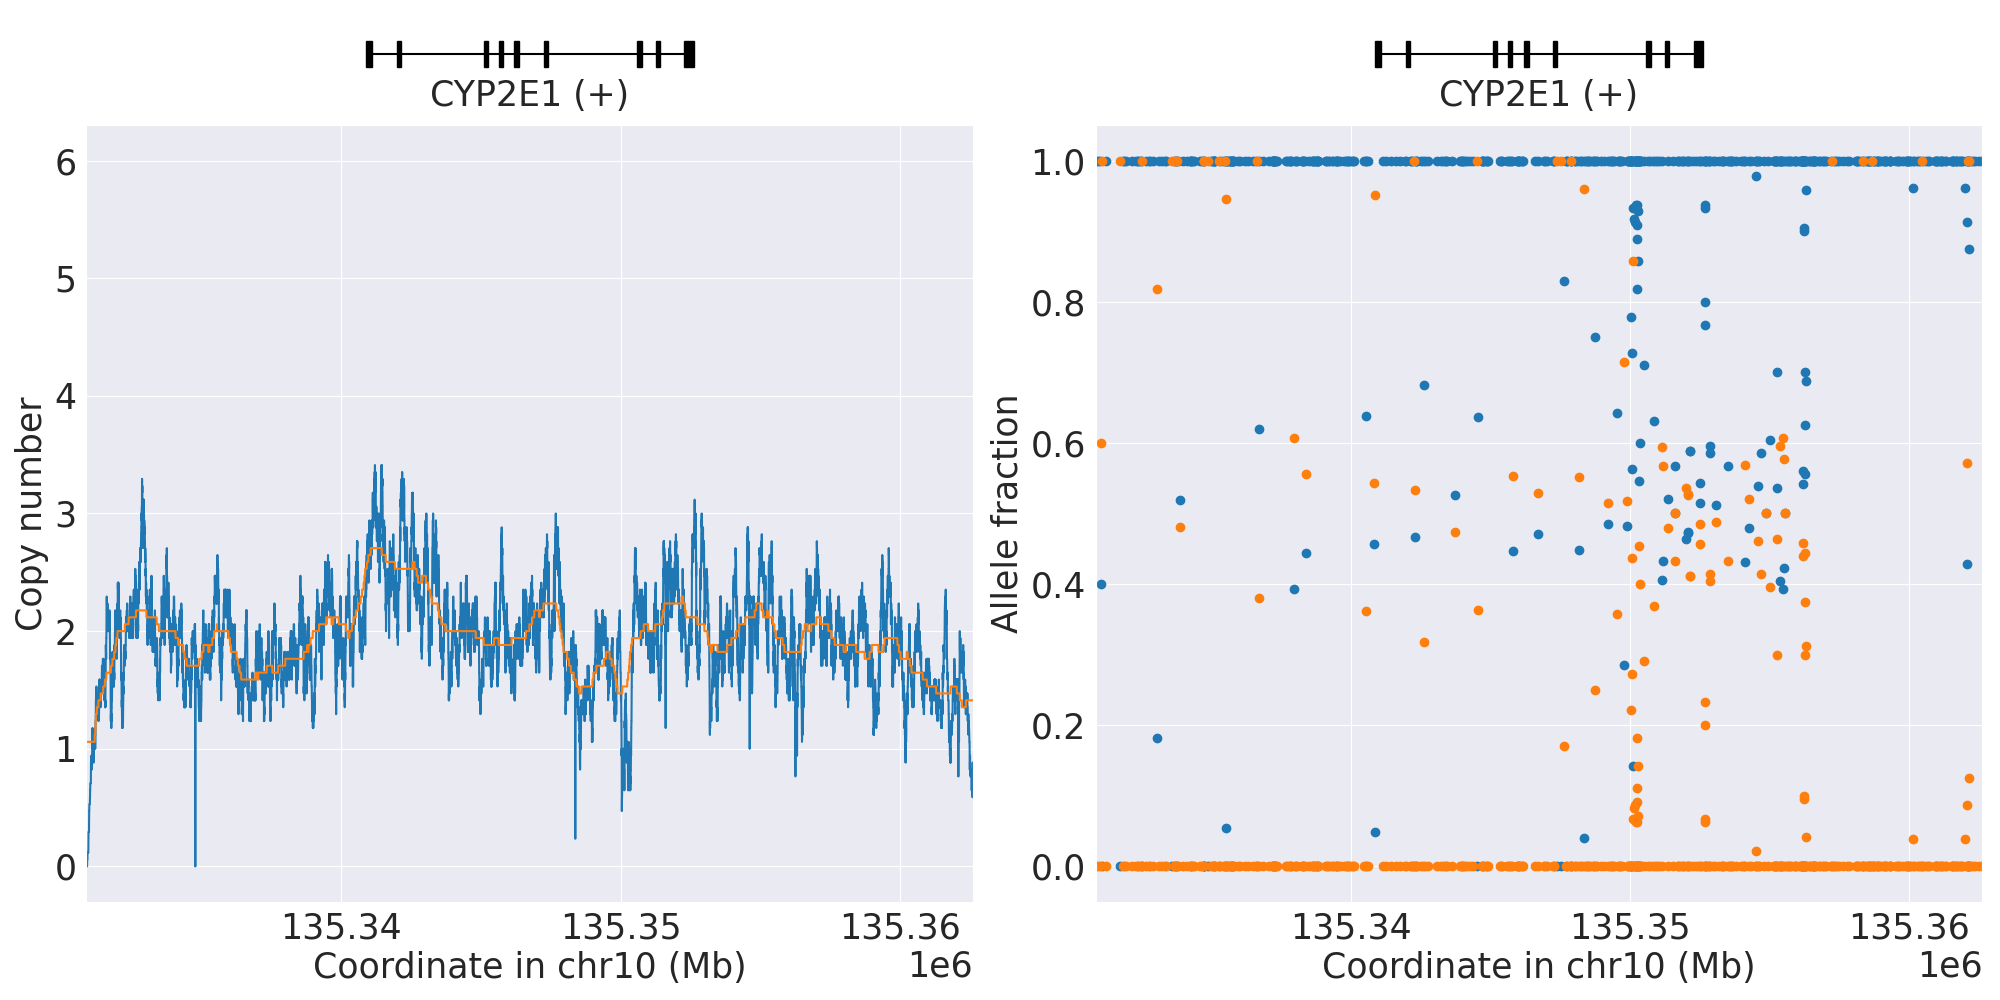 CYP2E1 (+)
CYP2E1 (+)
Copy number
6
5
4
3
2
1
0
135.34
135.35
135.36
Coordinate in chr10 (Mb)
1e6
Allele fraction
1.0
0.8
0.6
0.4
0.2
0.0
135.34
135.35
135.36
Coordinate in chr10 (Mb)
1e6